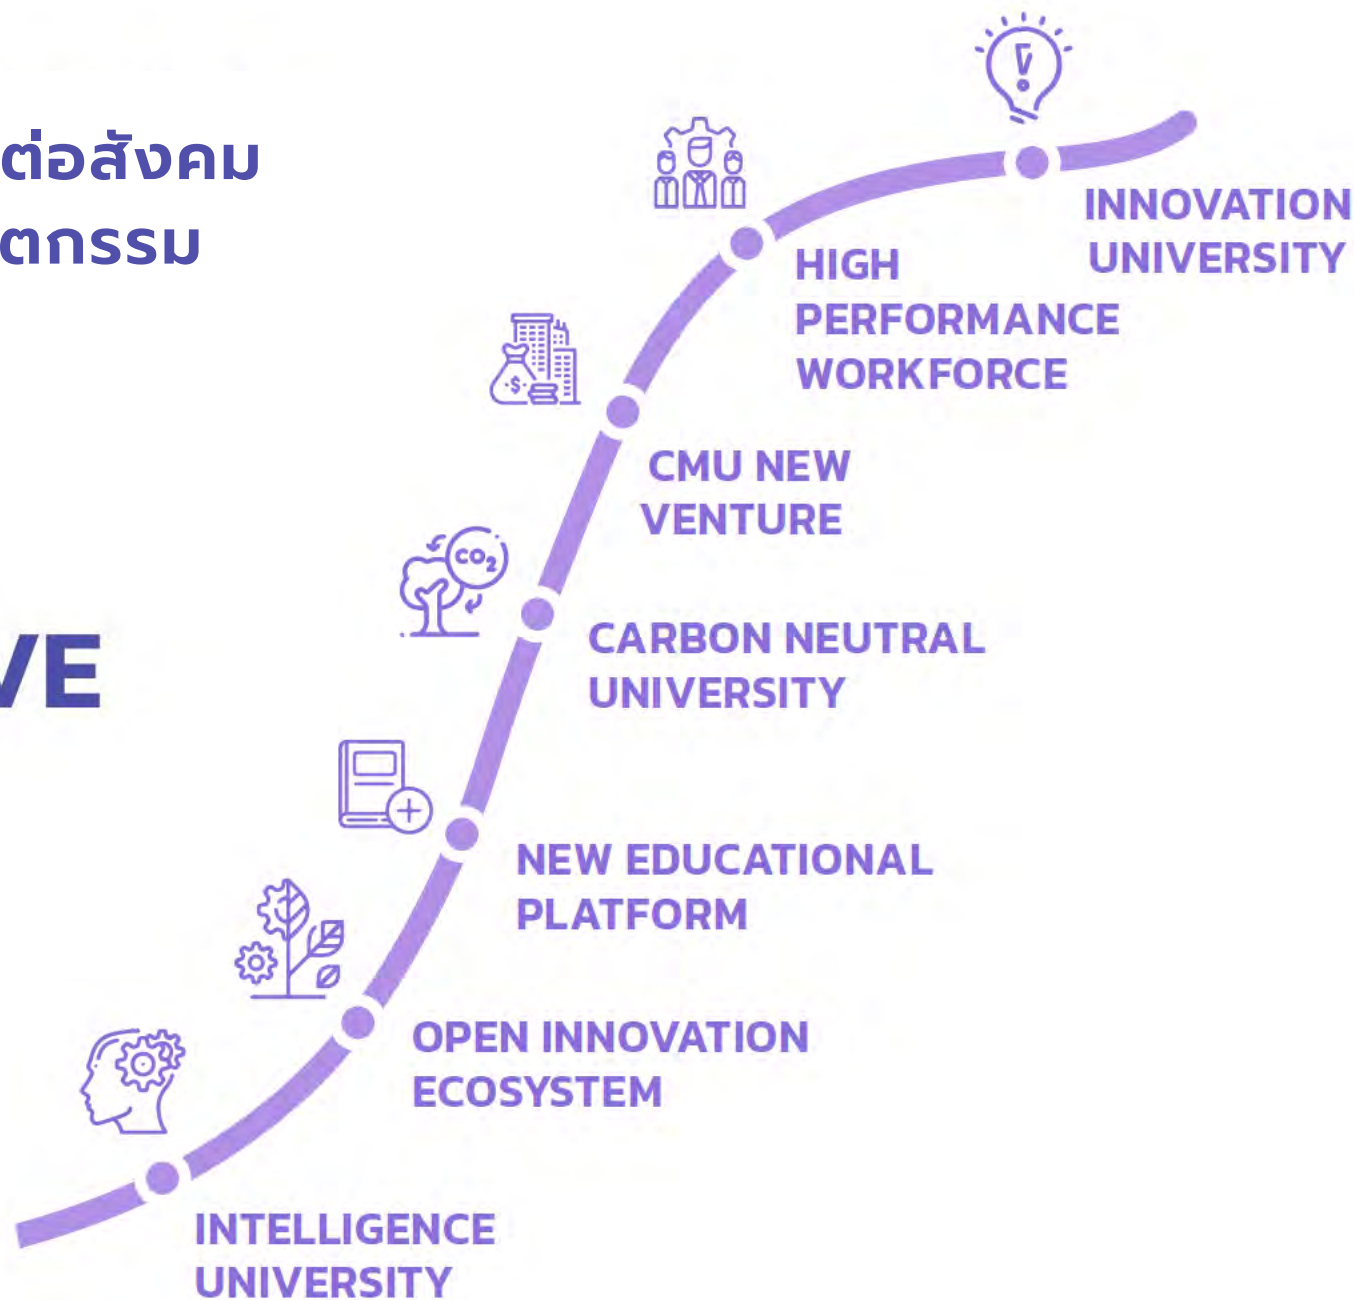 ต่อสังคม
ตกรรม
INNOVATION
UNIVERSITY
HIGH
PERFORMANCE
WORKFORCE
CMU NEW
VENTURE
CO2
CARBON NEUTRAL
UNIVERSITY
VE
NEW EDUCATIONAL
PLATFORM
OPEN INNOVATION
ECOSYSTEM
INTELLIGENCE
UNIVERSITY